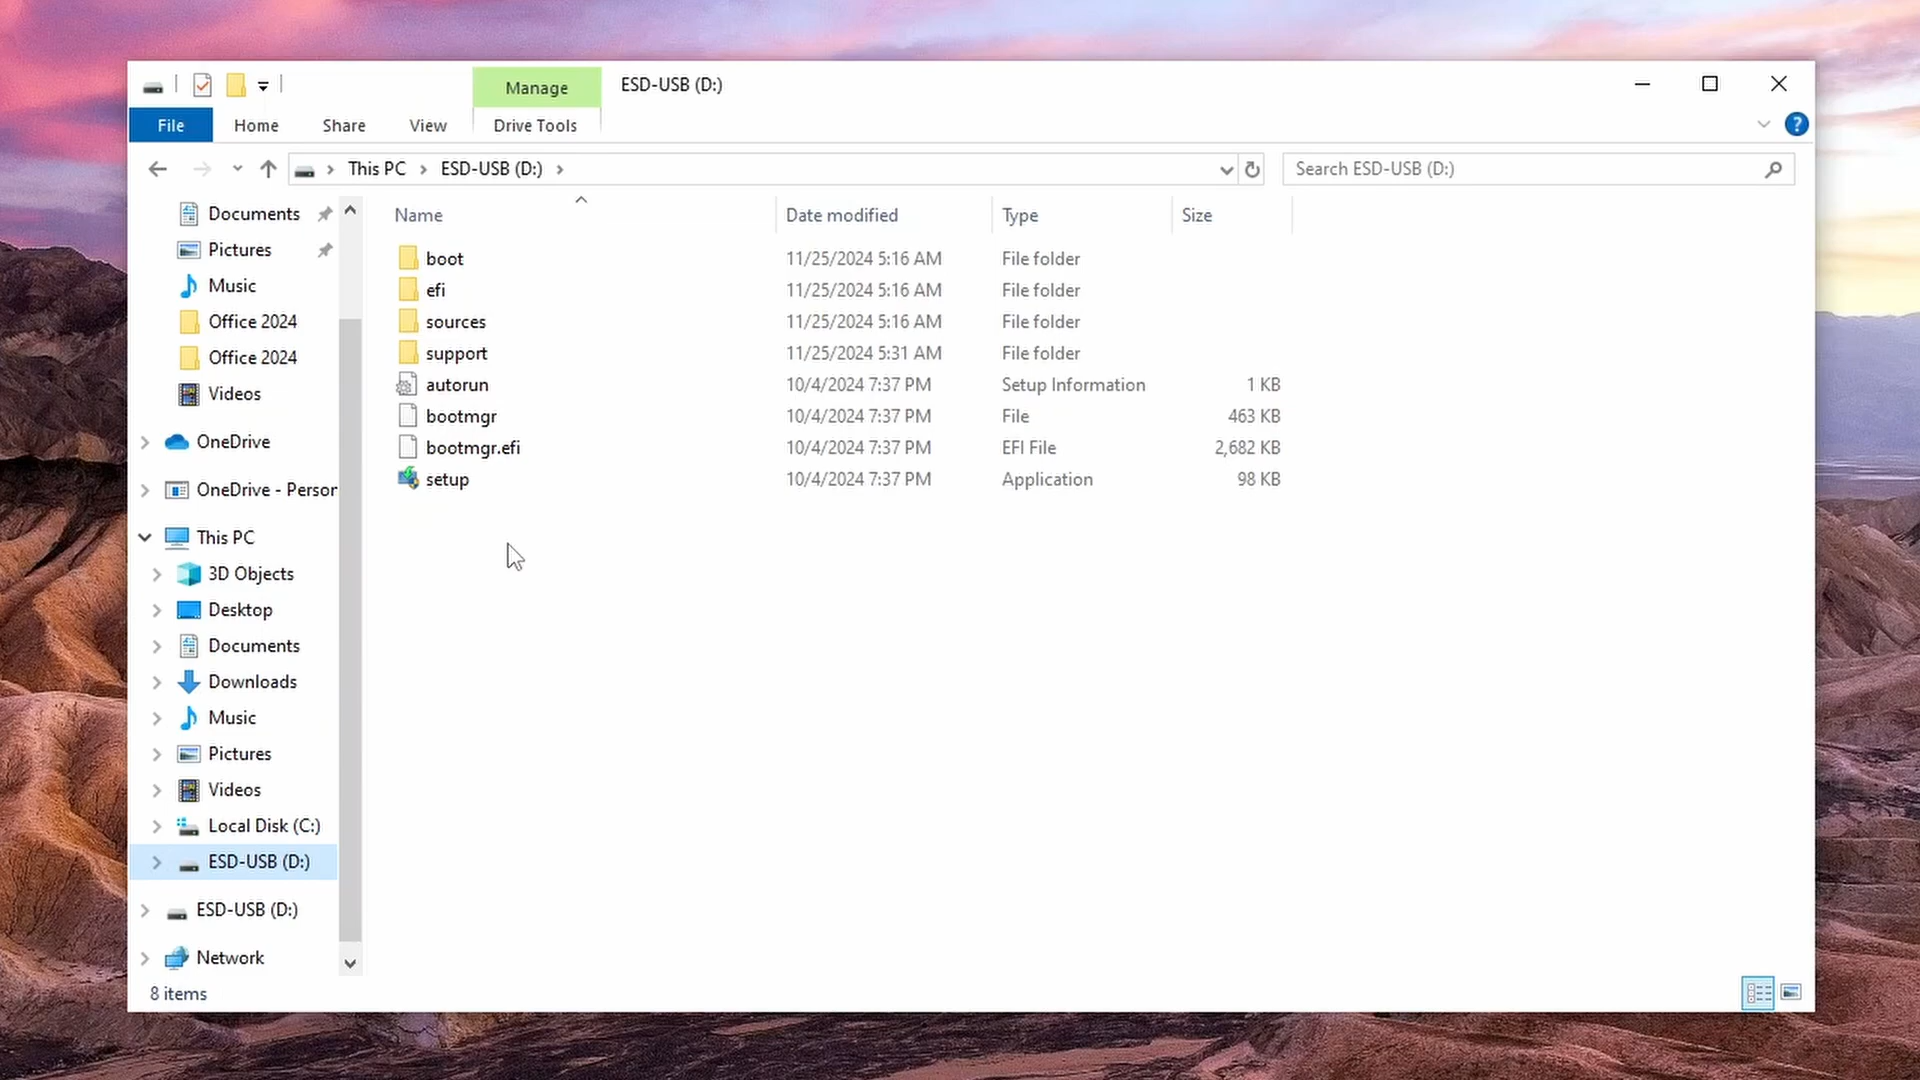 Manage
ESD-USB (D:)
File
Home
Share
View
Drive Tools
?
This PC
ESD-USB (D:)
Search ESD-USB (D:)
Documents
Pictures
Music
Office 2024
Office 2024
Videos
OneDrive
OneDrive - Person
This PC
3D Objects
Desktop
Documents
Downloads
Music
Pictures
Videos
Local Disk (C:)
ESD-USB (D:)
ESD-USB (D:)
Network
Name Date modified Type Size
boot 11/25/2024 5:16 AM File folder
efi 11/25/2024 5:16 AM File folder
sources 11/25/2024 5:16 AM File folder
support 11/25/2024 5:31 AM File folder
autorun 10/4/2024 7:37 PM Setup Information 1 KB
bootmgr 10/4/2024 7:37 PM File 463 KB
bootmgr.efi 10/4/2024 7:37 PM EFI File 2,682 KB
setup 10/4/2024 7:37 PM Application 98 KB
8 items